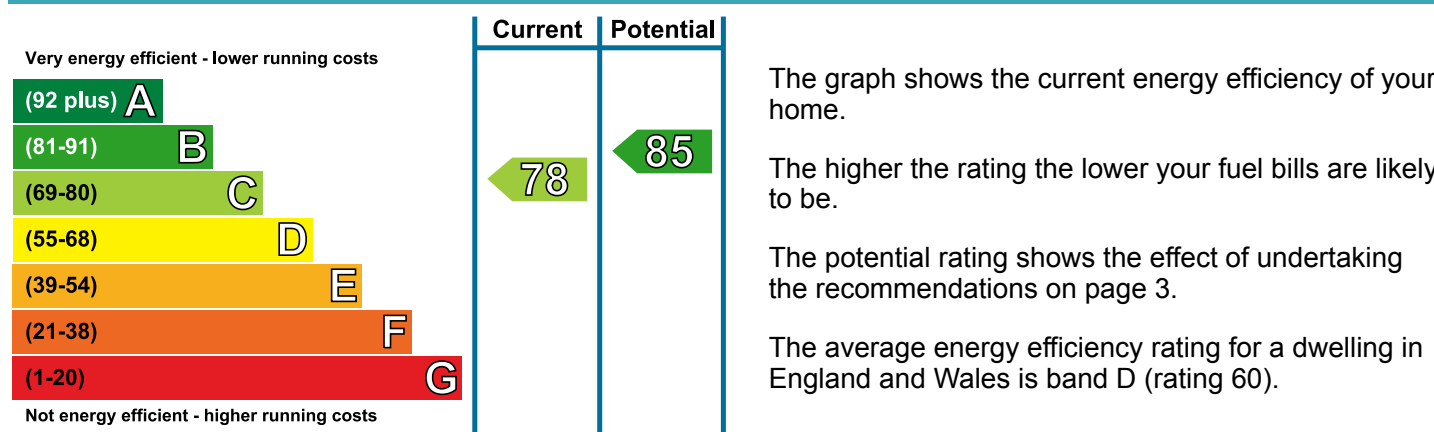 Current Potential
Very energy efficient - lower running costs
(92 plus) A
(81-91) B
(69-80) C
(55-68) D
(39-54) E
(21-38) F
(1-20) G
Not energy efficient - higher running costs
78
85
The graph shows the current energy efficiency of your
home.
The higher the rating the lower your fuel bills are likely
to be.
The potential rating shows the effect of undertaking
the recommendations on page 3.
The average energy efficiency rating for a dwelling in
England and Wales is band D (rating 60).